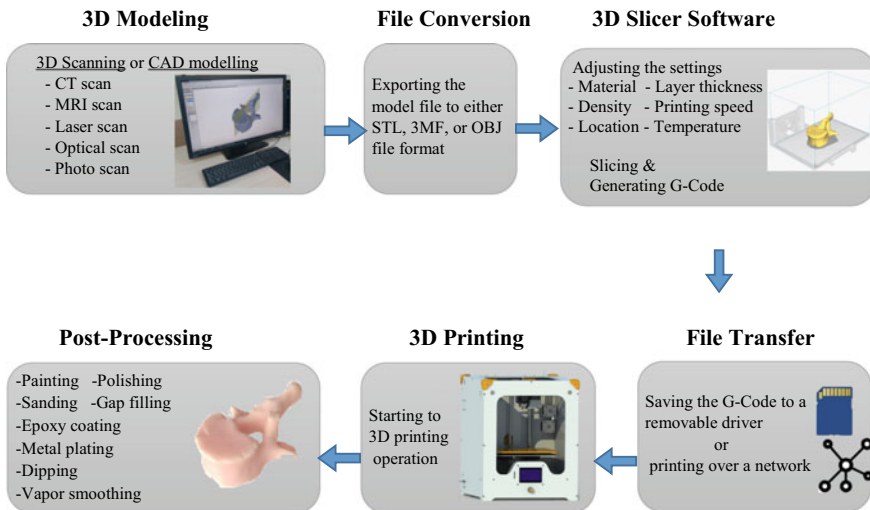 3D Modeling
3D Scanning or CAD modelling
- CT scan
- MRI scan
- Laser scan
- Optical scan
- Photo scan
File Conversion
Exporting the
model file to either
STL, 3MF, or OBJ
file format
3D Slicer Software
Adjusting the settings
- Material - Layer thickness
- Density - Printing speed
- Location - Temperature
Slicing &
Generating G-Code
File Transfer
Saving the G-Code to a
removable driver
or
printing over a network
3D Printing
Starting to
3D printing
operation
Post-Processing
-Painting -Polishing
-Sanding -Gap filling
-Epoxy coating
-Metal plating
-Dipping
-Vapor smoothing